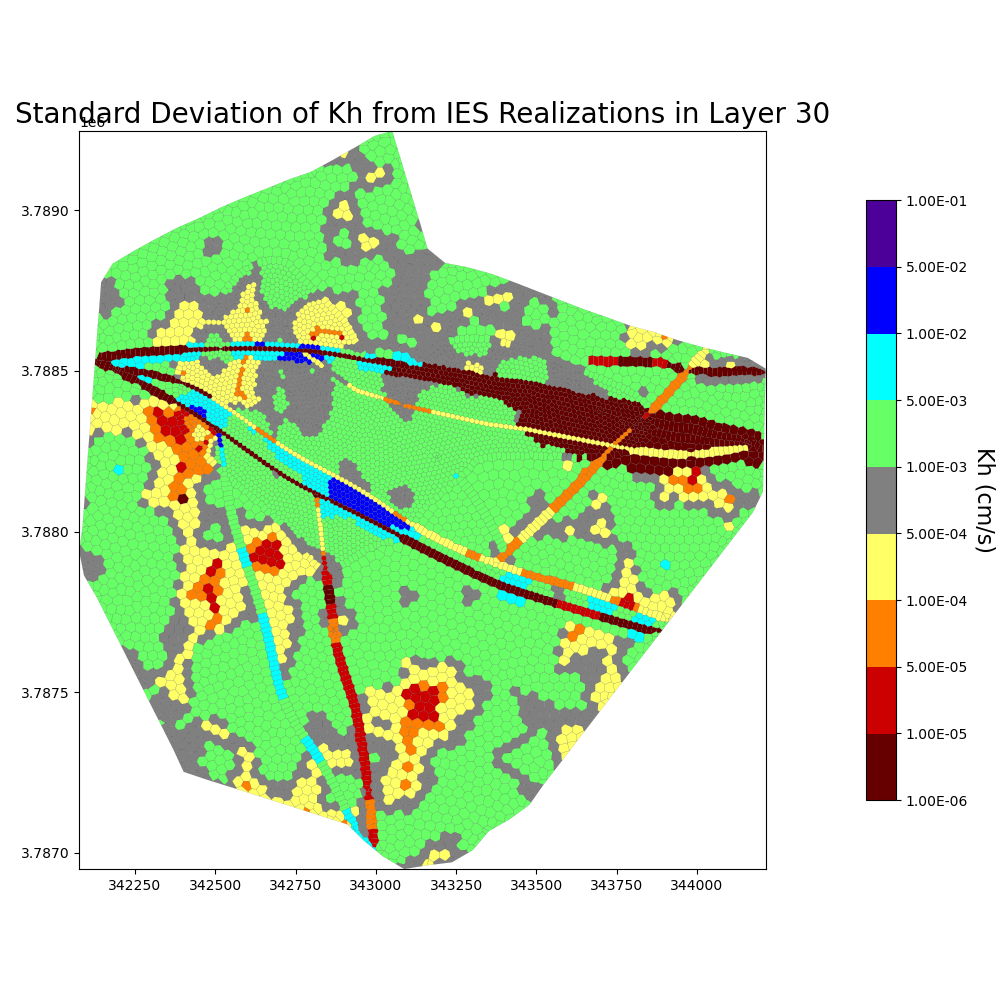 Standard Deviation of Kh from IES Realizations in Layer 30
1e6
3.7890
3.7885
3.7880
3.7875
3.7870
342250 342500 342750 343000 343250 343500 343750 344000
1.00E-01
5.00E-02
1.00E-02
5.00E-03
1.00E-03
5.00E-04
1.00E-04
5.00E-05
1.00E-05
1.00E-06
Kh (cm/s)